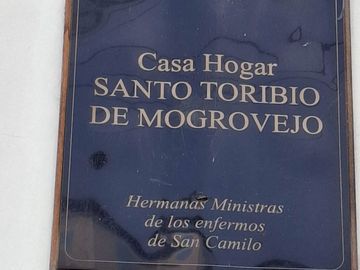 Casa Hogar
SANTO TORIBIO
DE MOGROVEJO
Hermanas Ministras
de los enfermos
de San Camilo